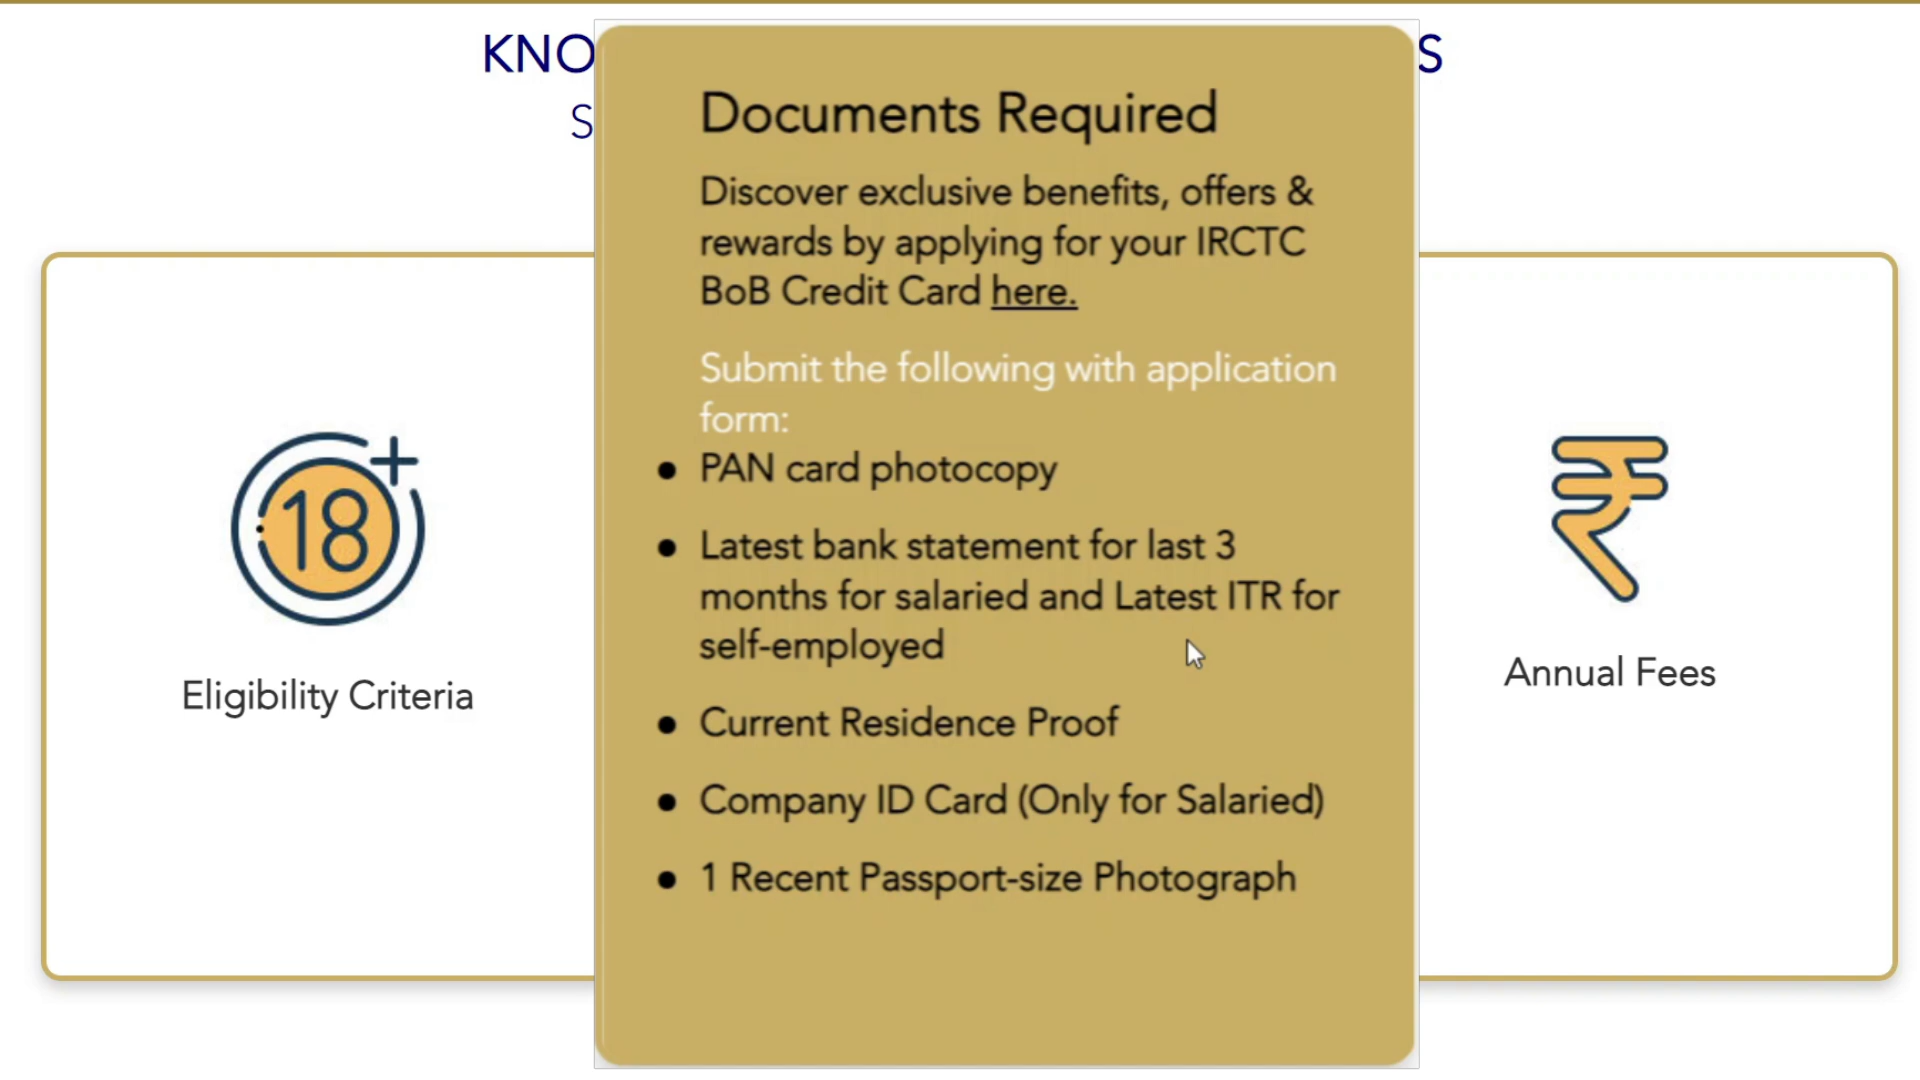 KNO
S
S
Documents Required
Discover exclusive benefits, offers &
rewards by applying for your IRCTC
BoB Credit Card here.
Submit the following with application
form:
● PAN card photocopy
● Latest bank statement for last 3
months for salaried and Latest ITR for
self-employed
● Current Residence Proof
● Company ID Card (Only for Salaried)
● 1 Recent Passport-size Photograph
18
Eligibility Criteria
₹
Annual Fees